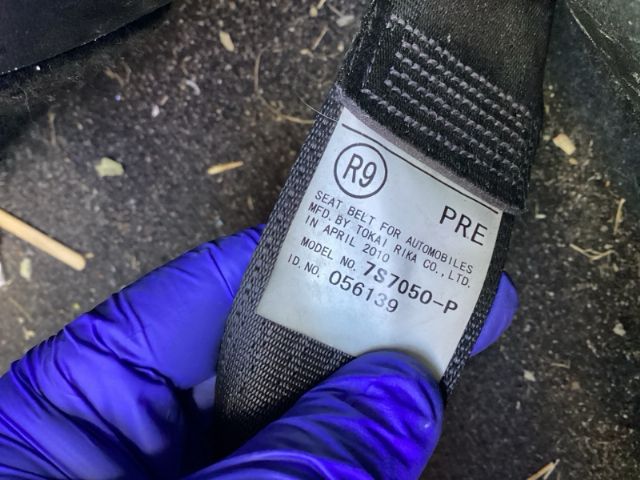 R9
PRE
SEAT BELT FOR AUTOMOBILES
MFD. BY TOKAI RIKA CO., LTD.
IN APRIL 2010
MODEL NO. 7S7050-P
ID. NO. 056139